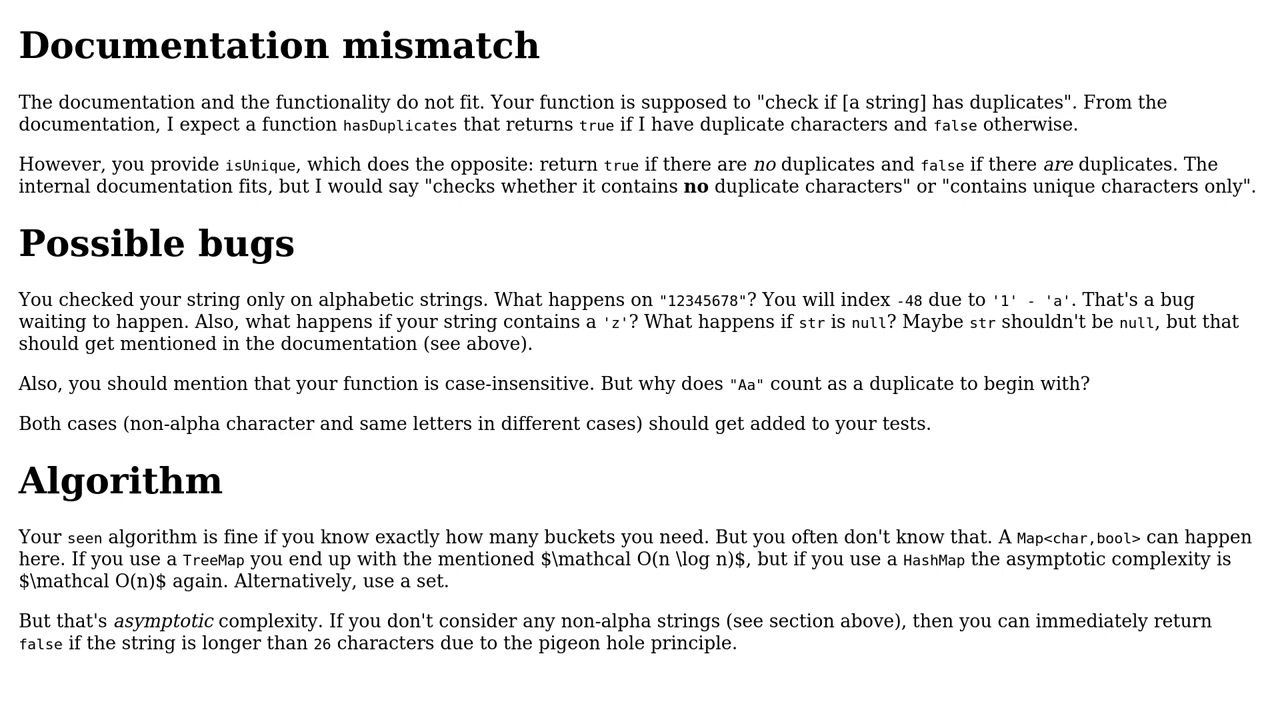 Documentation mismatch
The documentation and the functionality do not fit. Your function is supposed to "check if [a string] has duplicates". From the
documentation, I expect a function hasDuplicates that returns true if I have duplicate characters and false otherwise.
However, you provide isUnique, which does the opposite: return true if there are no duplicates and false if there are duplicates. The
internal documentation fits, but I would say "checks whether it contains no duplicate characters" or "contains unique characters only".
Possible bugs
You checked your string only on alphabetic strings. What happens on "12345678"? You will index -48 due to '1' - 'a'. That's a bug
waiting to happen. Also, what happens if your string contains a 'z'? What happens if str is null? Maybe str shouldn't be null, but that
should get mentioned in the documentation (see above).
Also, you should mention that your function is case-insensitive. But why does "Aa" count as a duplicate to begin with?
Both cases (non-alpha character and same letters in different cases) should get added to your tests.
Algorithm
Your seen algorithm is fine if you know exactly how many buckets you need. But you often don't know that. A Map<char,bool> can happen
here. If you use a TreeMap you end up with the mentioned $\mathcal O(n \log n)$, but if you use a HashMap the asymptotic complexity is
$\mathcal O(n)$ again. Alternatively, use a set.
But that's asymptotic complexity. If you don't consider any non-alpha strings (see section above), then you can immediately return
false if the string is longer than 26 characters due to the pigeon hole principle.